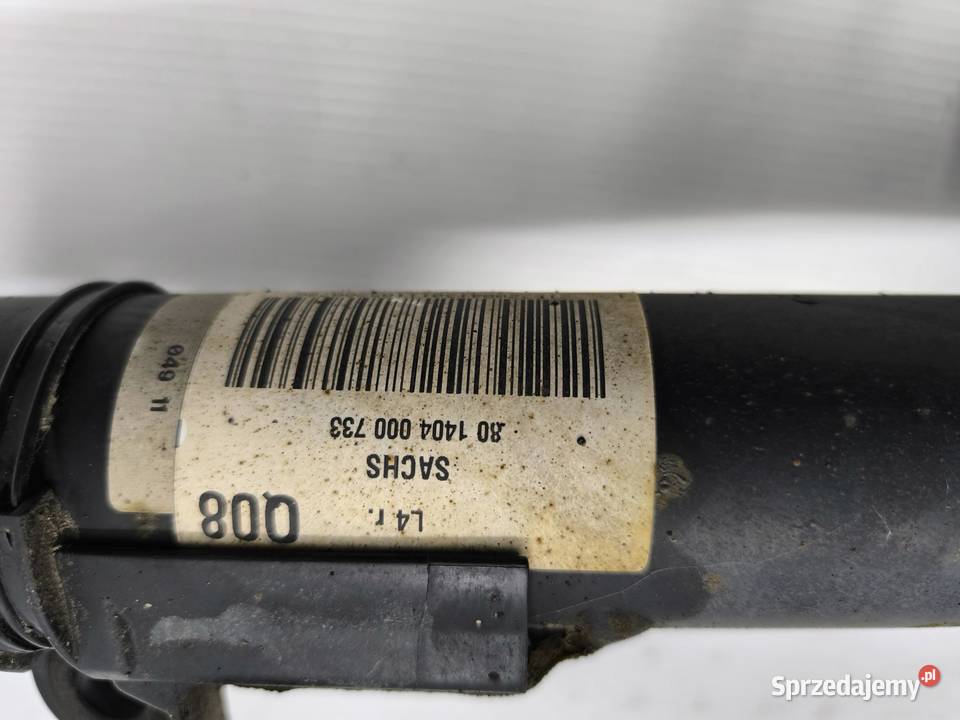 Q08
L4 r.
SACHS
80 1404 000 733
049 11
Sprzedajemy.pl